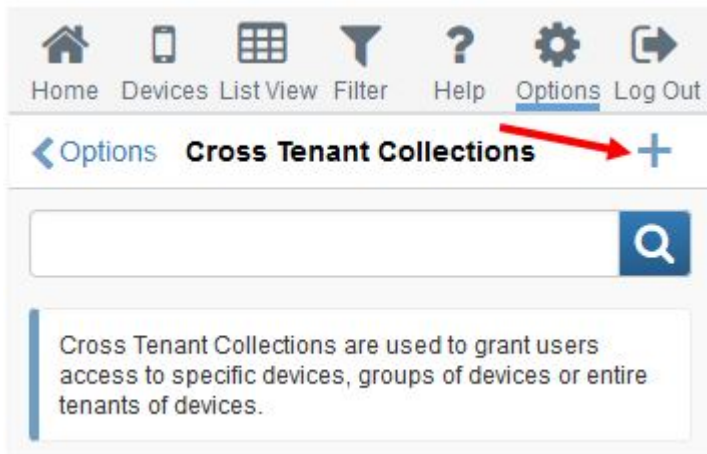 Home Devices List View Filter Help Options Log Out
Options Cross Tenant Collections
Cross Tenant Collections are used to grant users
access to specific devices, groups of devices or entire
tenants of devices.